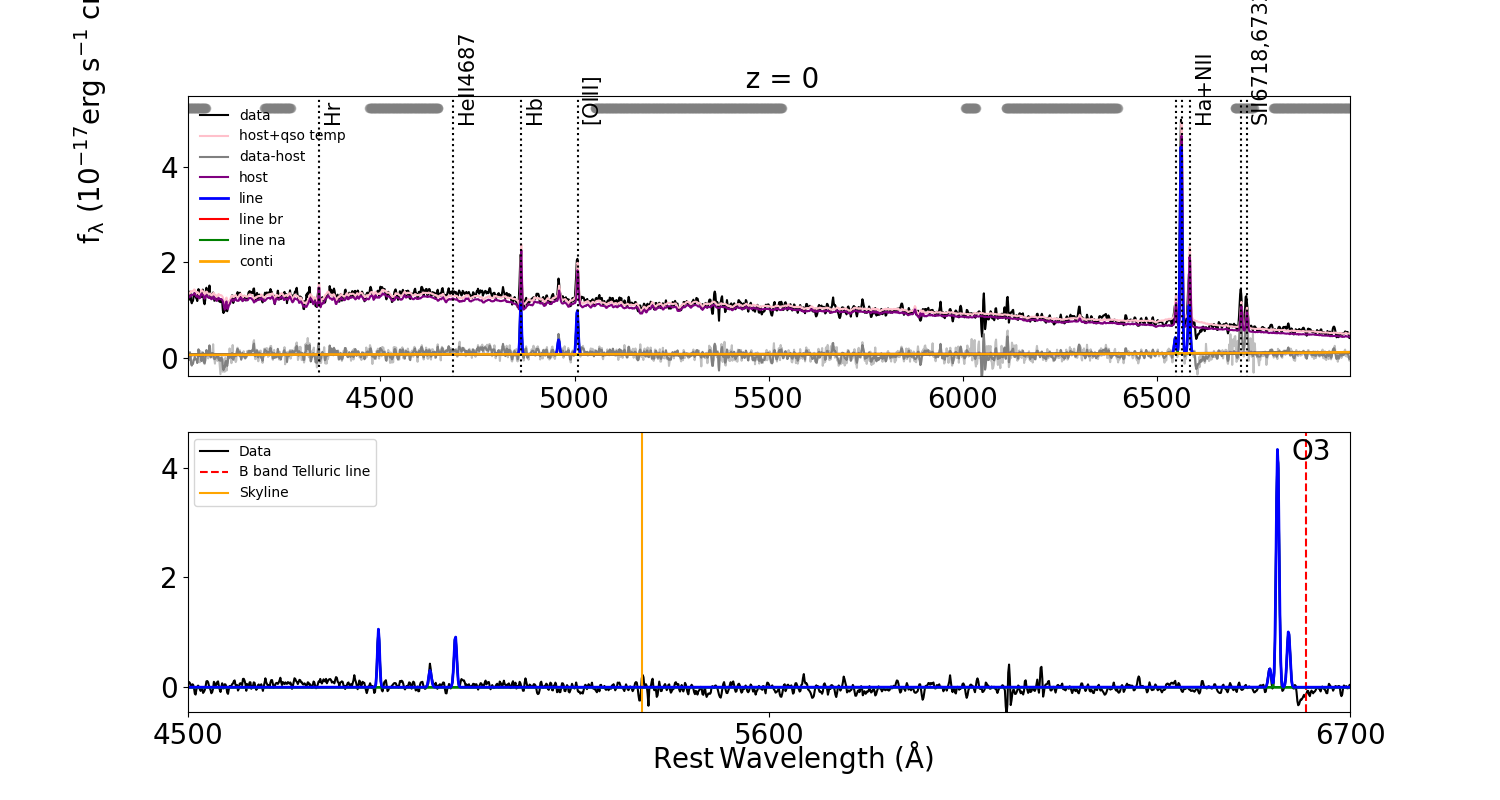 z = 0
f_λ (10^−17 erg s^−1
Hr
HeII4687
Hb
[OIII]
Ha+NII
SII6718,673
data
host+qso temp
data-host
host
line
line br
line na
conti
4
2
0
4500
5000
5500
6000
6500
Data
B band Telluric line
Skyline
O3
4
2
0
4500
5600
6700
Rest Wavelength (Å)